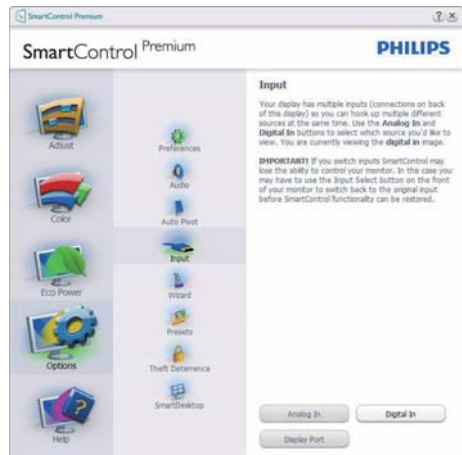 SmartControl Premium
SmartControl Premium
PHILIPS
Adjust
Color
Eco Power
Options
Help
Preferences
Audio
Auto Pivot
Input
Wizard
Presets
Theft Deterrence
SmartDesktop
Input
Your display has multiple inputs (connections on back
of this display) so you can hook up multiple different
sources at the same time. Use the Analog In and
Digital In buttons to select which source you'd like to
view. You are currently viewing the digital in image.
IMPORTANT! If you switch inputs SmartControl may
lose the ability to control your monitor. In this case you
may have to use the Input Select button on the front
of your monitor to switch back to the original input
before SmartControl functionality can be restored.
Analog In
Digital In
Display Port